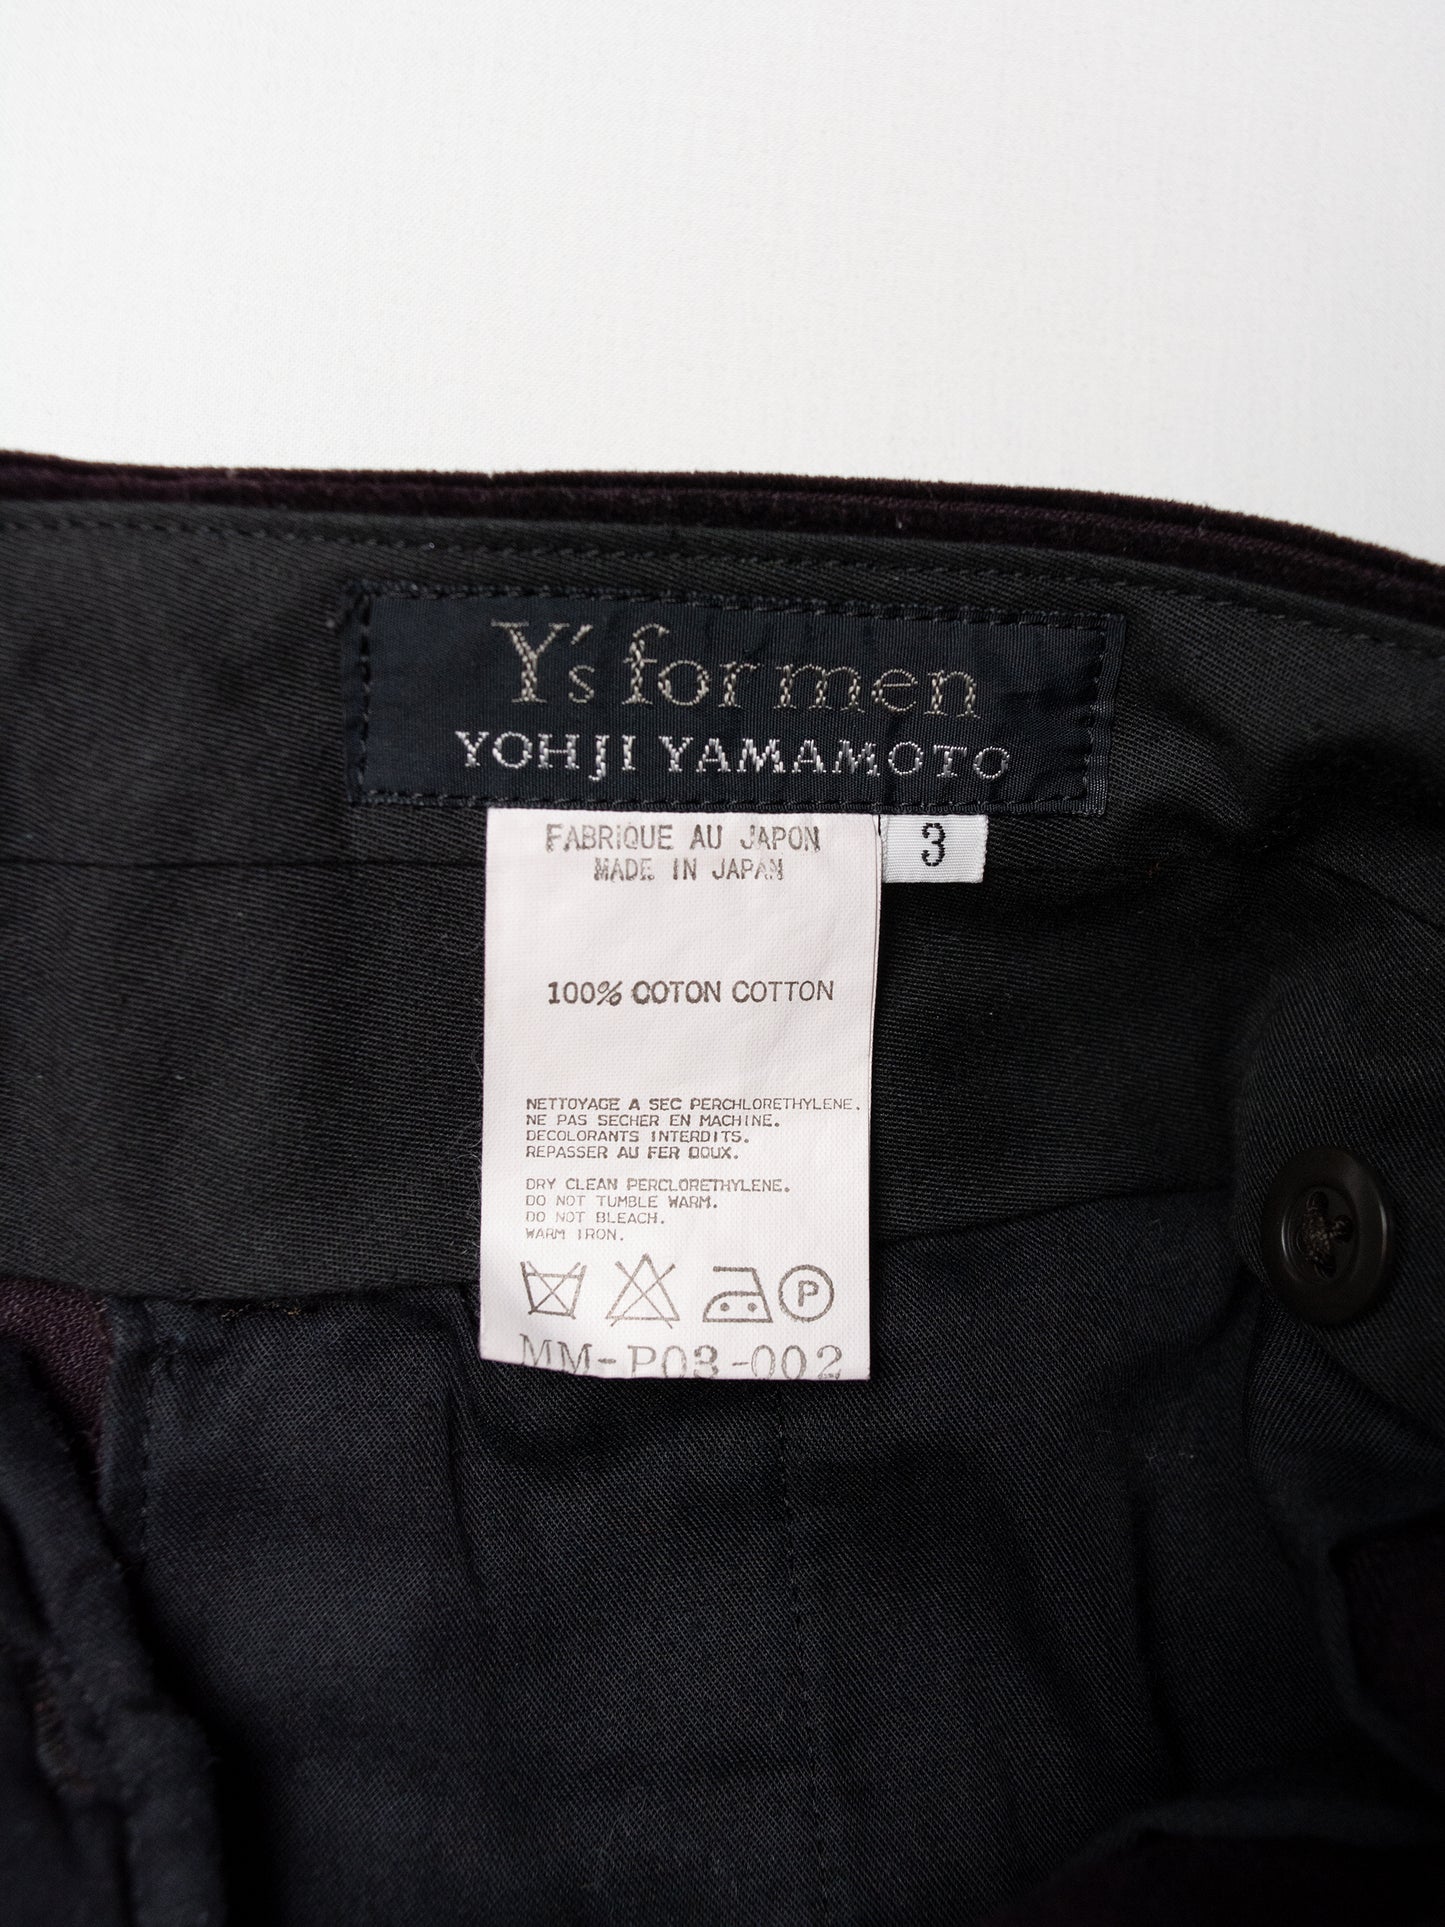 Y's for men
YOHJI YAMAMOTO
FABRIQUE AU JAPON
MADE IN JAPAN
3
100% COTON COTTON
NETTOYAGE A SEC PERCHLORETHYLENE.
NE PAS SECHER EN MACHINE.
DECOLORANTS INTERDITS.
REPASSER AU FER DOUX.
DRY CLEAN PERCLORETHYLENE.
DO NOT TUMBLE WARM.
DO NOT BLEACH.
WARM IRON.
P
MM-P03-002